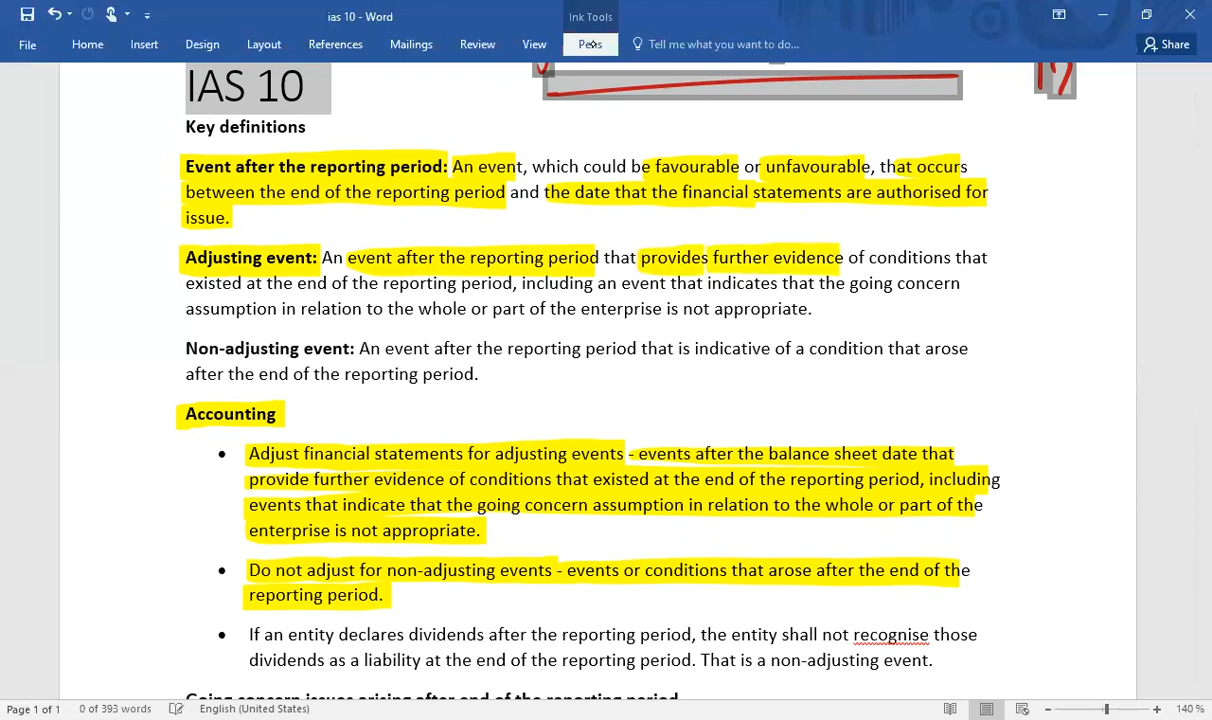 ias 10 - Word
Ink Tools
File Home Insert Design Layout References Mailings Review View Pens Tell me what you want to do... Share
IAS 10
Key definitions
Event after the reporting period: An event, which could be favourable or unfavourable, that occurs
between the end of the reporting period and the date that the financial statements are authorised for
issue.
Adjusting event: An event after the reporting period that provides further evidence of conditions that
existed at the end of the reporting period, including an event that indicates that the going concern
assumption in relation to the whole or part of the enterprise is not appropriate.
Non-adjusting event: An event after the reporting period that is indicative of a condition that arose
after the end of the reporting period.
Accounting
• Adjust financial statements for adjusting events - events after the balance sheet date that
provide further evidence of conditions that existed at the end of the reporting period, including
events that indicate that the going concern assumption in relation to the whole or part of the
enterprise is not appropriate.
• Do not adjust for non-adjusting events - events or conditions that arose after the end of the
reporting period.
• If an entity declares dividends after the reporting period, the entity shall not recognise those
dividends as a liability at the end of the reporting period. That is a non-adjusting event.
Going concern issues arising after end of the reporting period
Page 1 of 1 0 of 393 words English (United States) 140 %